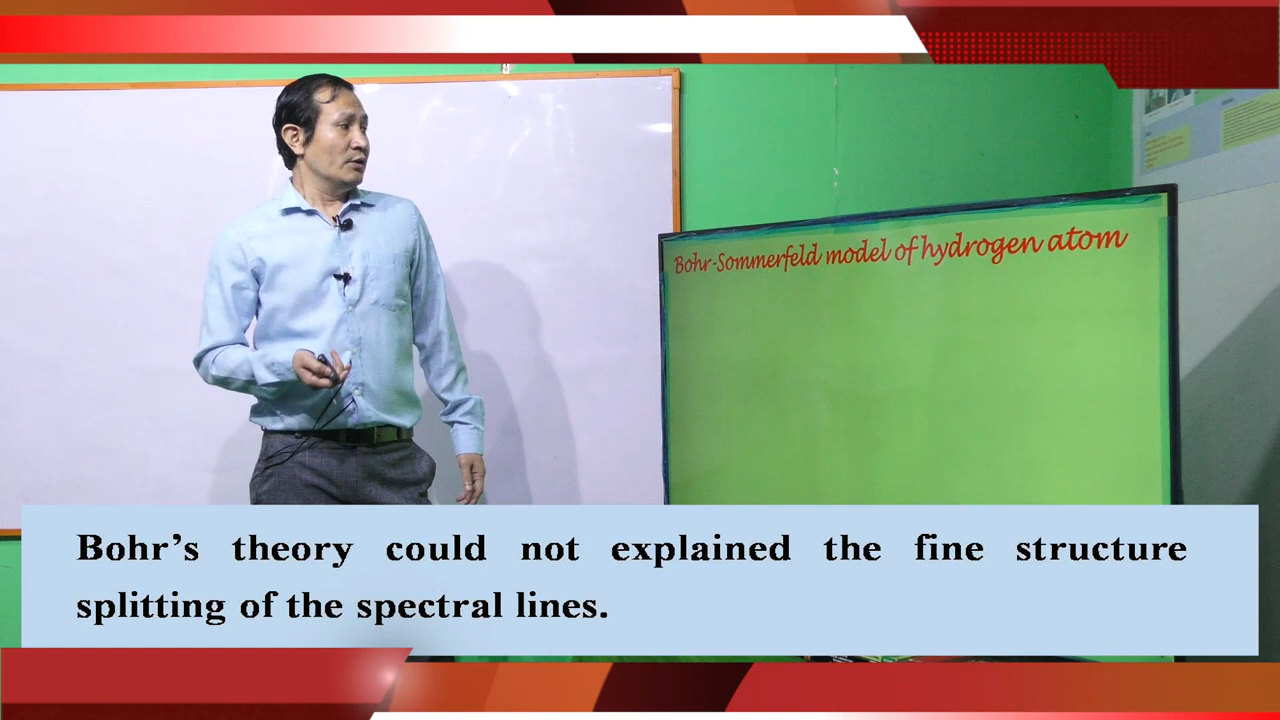 Bohr-Sommerfeld model of hydrogen atom
Bohr's theory could not explained the fine structure
splitting of the spectral lines.